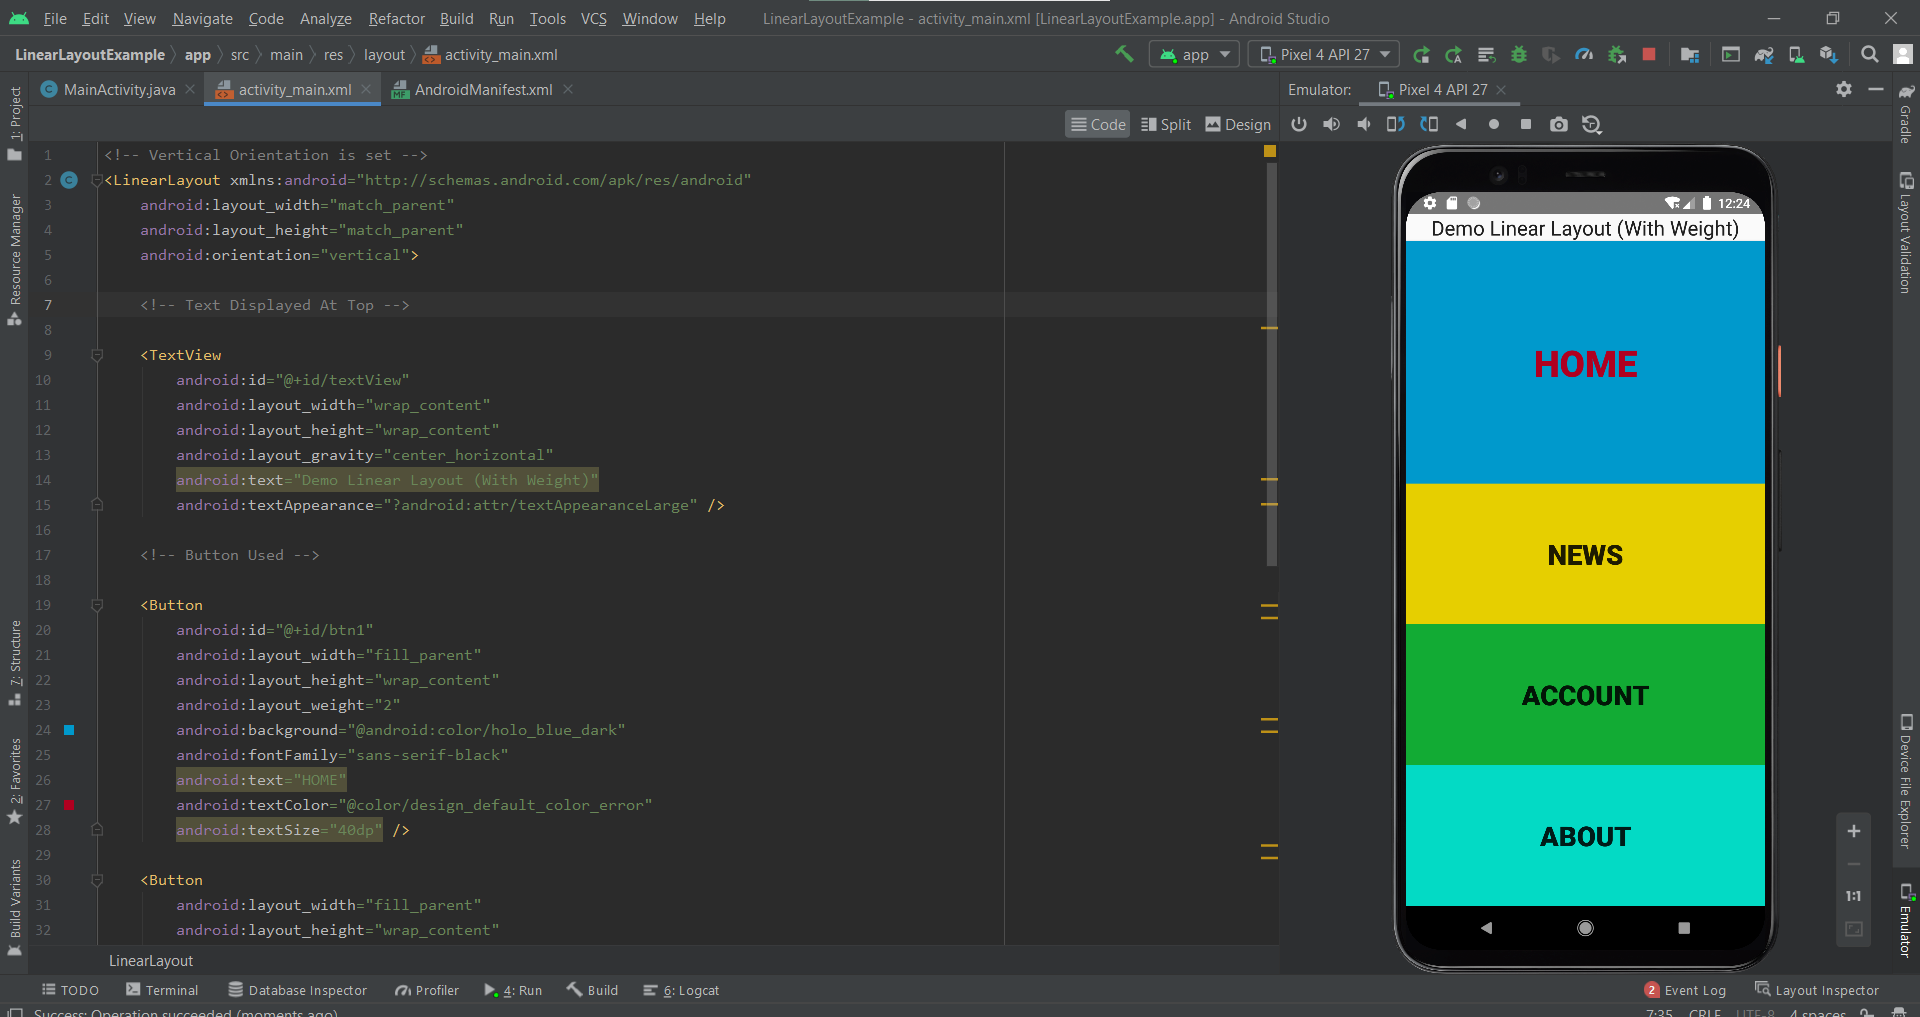 File Edit View Navigate Code Analyze Refactor Build Run Tools VCS Window Help LinearLayoutExample - activity_main.xml [LinearLayoutExample.app] - Android Studio
LinearLayoutExample app src main res layout activity_main.xml app Pixel 4 API 27
MainActivity.java activity_main.xml AndroidManifest.xml Emulator: Pixel 4 API 27
Code Split Design
1: Project
Resource Manager
7: Structure
2: Favorites
Build Variants
1 <!-- Vertical Orientation is set -->
2 <LinearLayout xmlns:android="http://schemas.android.com/apk/res/android"
3 android:layout_width="match_parent"
4 android:layout_height="match_parent"
5 android:orientation="vertical">
6
7 <!-- Text Displayed At Top -->
8
9 <TextView
10 android:id="@+id/textView"
11 android:layout_width="wrap_content"
12 android:layout_height="wrap_content"
13 android:layout_gravity="center_horizontal"
14 android:text="Demo Linear Layout (With Weight)"
15 android:textAppearance="?android:attr/textAppearanceLarge" />
16
17 <!-- Button Used -->
18
19 <Button
20 android:id="@+id/btn1"
21 android:layout_width="fill_parent"
22 android:layout_height="wrap_content"
23 android:layout_weight="2"
24 android:background="@android:color/holo_blue_dark"
25 android:fontFamily="sans-serif-black"
26 android:text="HOME"
27 android:textColor="@color/design_default_color_error"
28 android:textSize="40dp" />
29
30 <Button
31 android:layout_width="fill_parent"
32 android:layout_height="wrap_content"
LinearLayout
12:24
Demo Linear Layout (With Weight)
HOME
NEWS
ACCOUNT
ABOUT
1:1
Gradle
Layout Validation
Device File Explorer
Emulator
TODO Terminal Database Inspector Profiler 4: Run Build 6: Logcat 2 Event Log Layout Inspector
Success: Operation succeeded (moments ago) 7:35 CRLF UTF-8 4 spaces